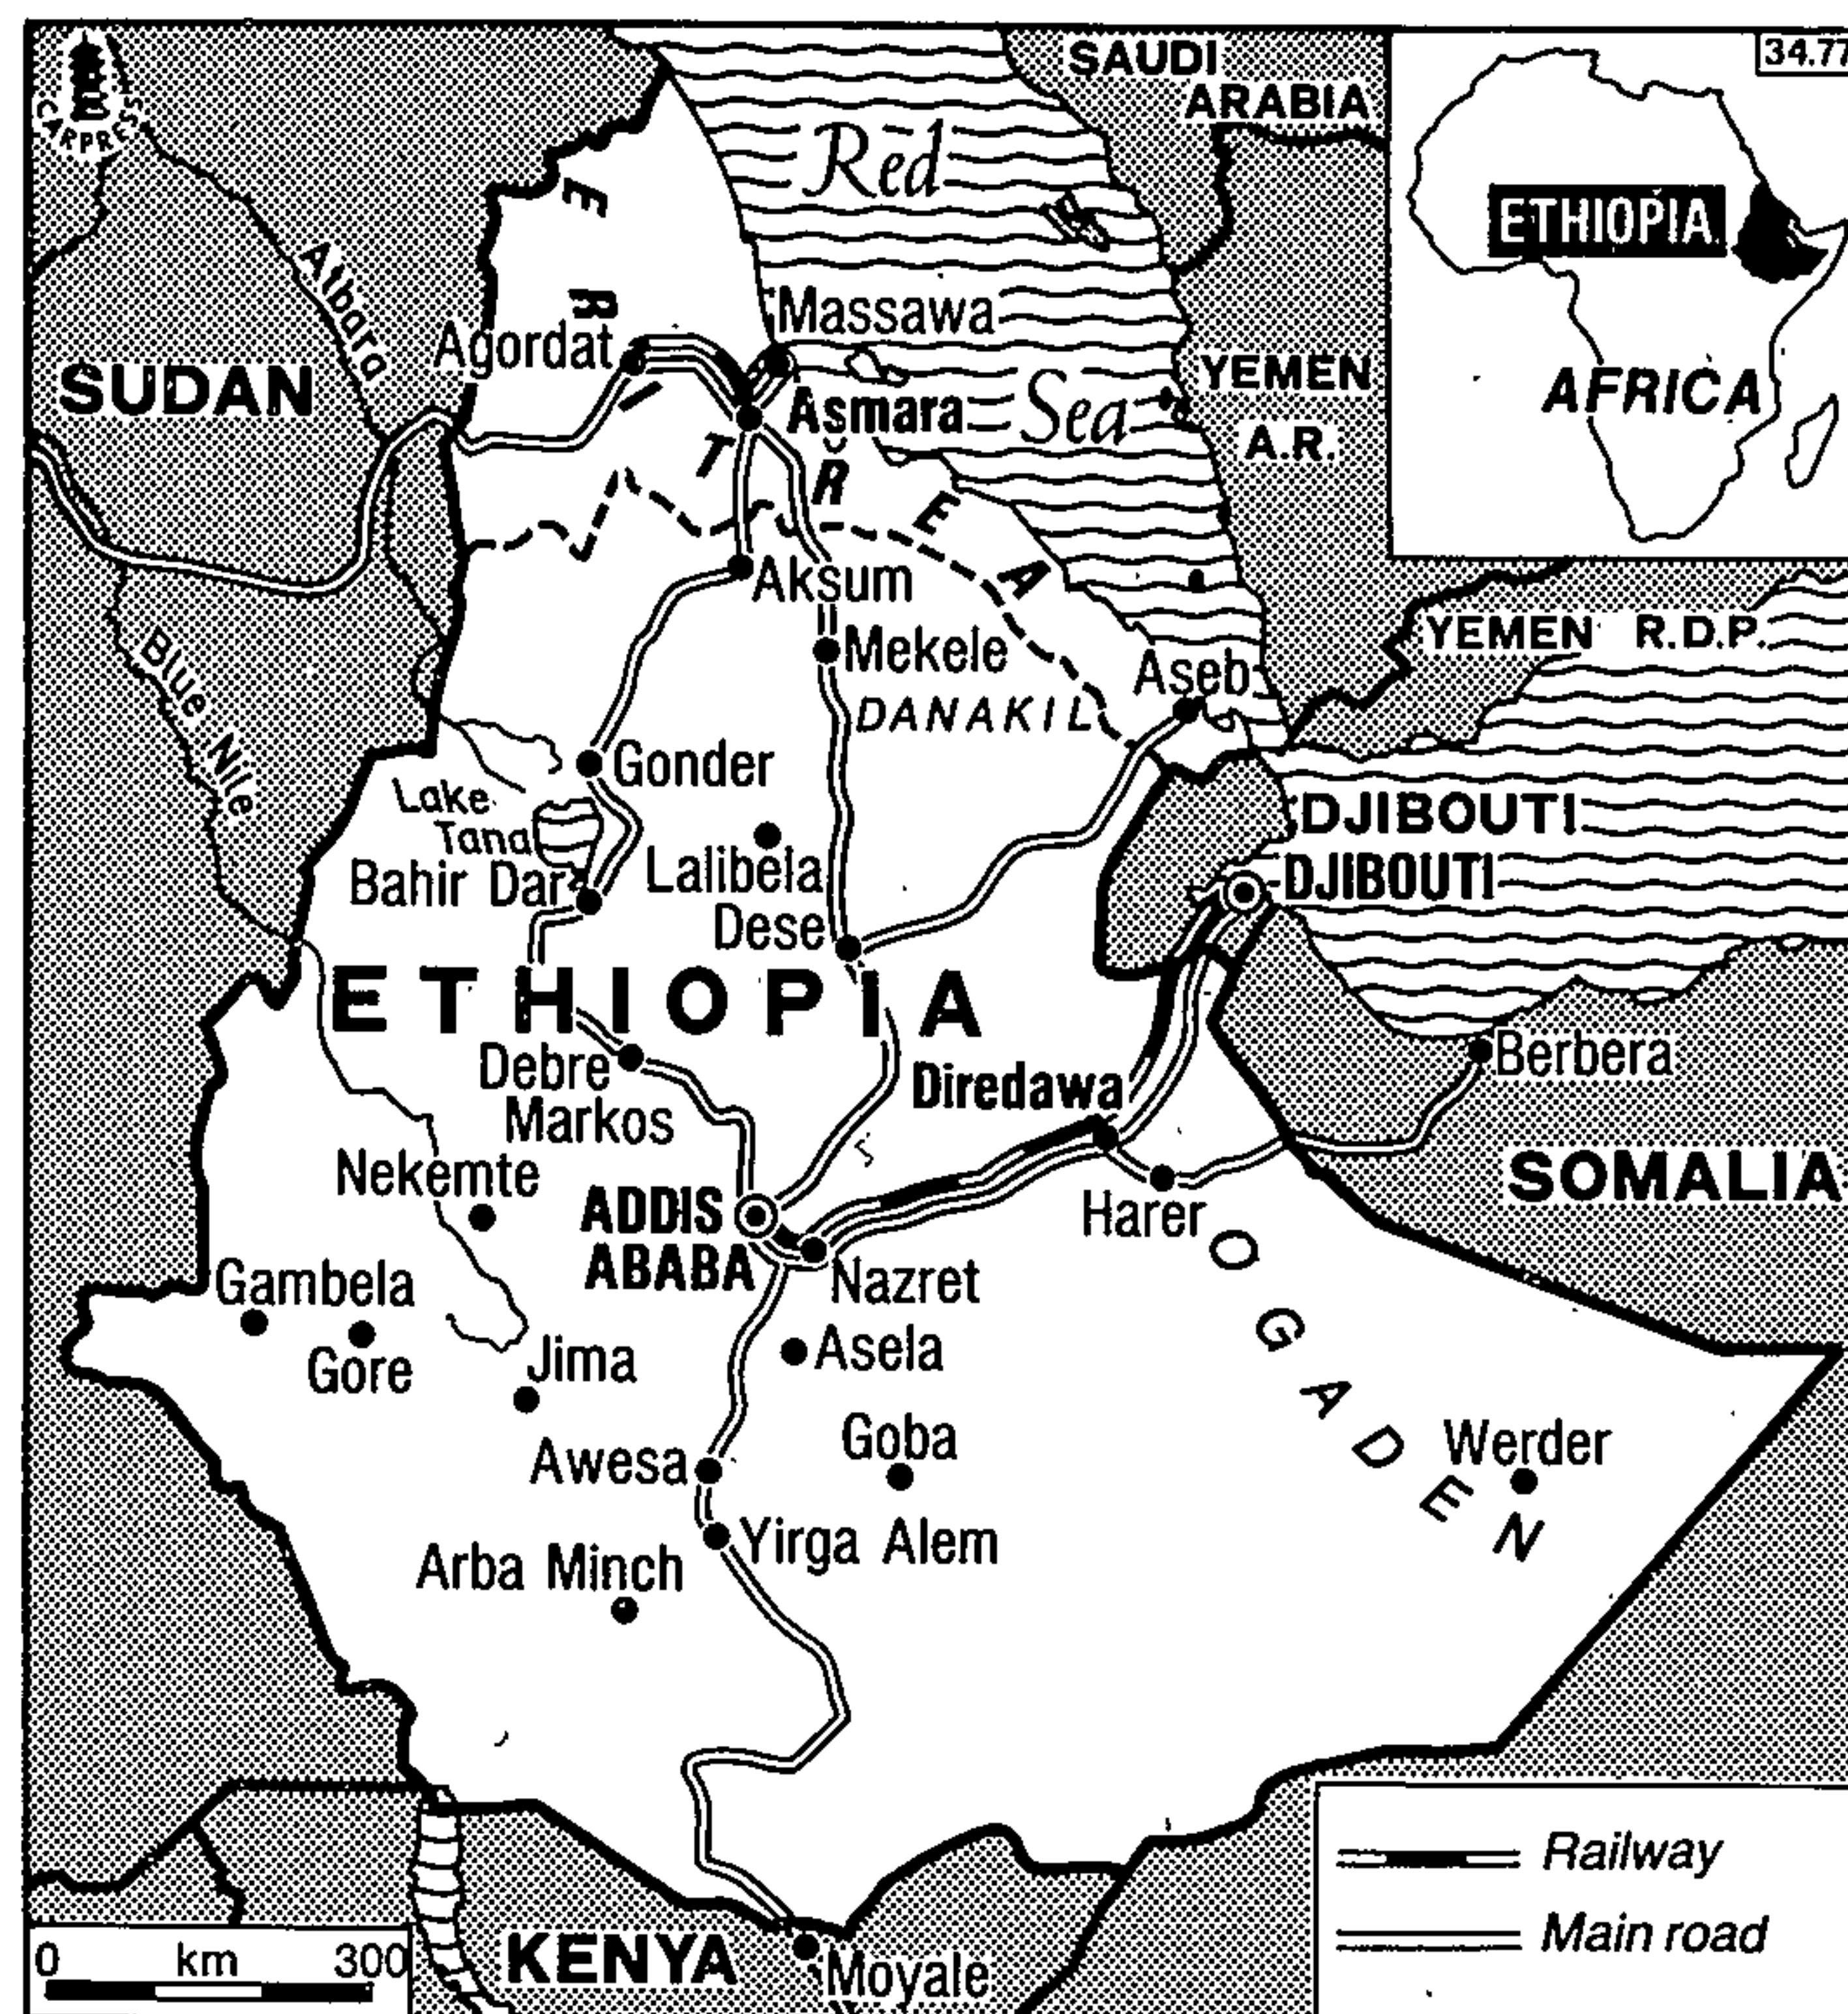 CARPRESS
SAUDI
ARABIA
34.77
Red
ETHIOPIA
ERITREA
Atbara
Massawa
Agordat
SUDAN
YEMEN
A.R.
AFRICA
Asmara
Sea
Aksum
YEMEN R.D.P.
Blue Nile
Mekele
Aseb
DANAKIL
Gonder
Lake
Tana
DJIBOUTI
Bahir Dar
Lalibela
DJIBOUTI
Dese
ETHIOPIA
Debre
Markos
Diredawa
Berbera
Nekemte
SOMALIA
ADDIS
ABABA
Harer
Nazret
OGADEN
Gambela
Gore
Jima
Asela
Awesa
Goba
Werder
Arba Minch
Yirga Alem
Railway
Main road
0 km 300
KENYA
Moyale